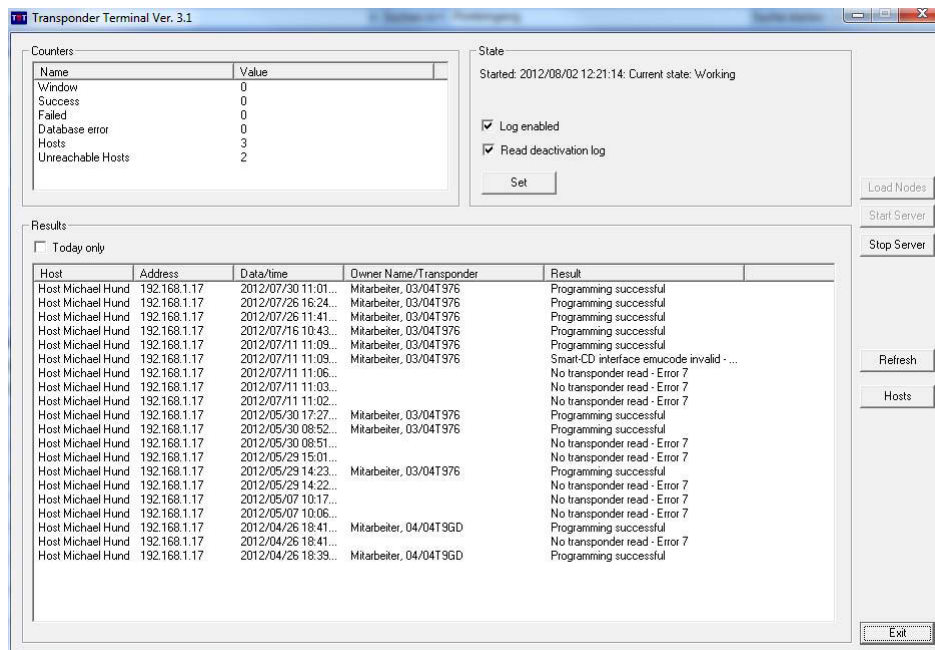 TNT Transponder Terminal Ver. 3.1
Counters
Name Value
Window 0
Success 0
Failed 0
Database error 0
Hosts 3
Unreachable Hosts 2
State
Started: 2012/08/02 12:21:14: Current state: Working
Log enabled
Read deactivation log
Set
Load Nodes
Start Server
Stop Server
Results
Today only
Host Address Data/time Owner Name/Transponder Result
Host Michael Hund 192.168.1.17 2012/07/30 11:01... Mitarbeiter, 03/04T976 Programming successful
Host Michael Hund 192.168.1.17 2012/07/26 16:24... Mitarbeiter, 03/04T976 Programming successful
Host Michael Hund 192.168.1.17 2012/07/26 11:41... Mitarbeiter, 03/04T976 Programming successful
Host Michael Hund 192.168.1.17 2012/07/16 10:43... Mitarbeiter, 03/04T976 Programming successful
Host Michael Hund 192.168.1.17 2012/07/11 11:09... Mitarbeiter, 03/04T976 Programming successful
Host Michael Hund 192.168.1.17 2012/07/11 11:09... Mitarbeiter, 03/04T976 Smart-CD interface emucode invalid - ...
Host Michael Hund 192.168.1.17 2012/07/11 11:06... No transponder read - Error 7
Host Michael Hund 192.168.1.17 2012/07/11 11:03... No transponder read - Error 7
Host Michael Hund 192.168.1.17 2012/07/11 11:02... No transponder read - Error 7
Host Michael Hund 192.168.1.17 2012/05/30 17:27... Mitarbeiter, 03/04T976 Programming successful
Host Michael Hund 192.168.1.17 2012/05/30 08:52... Mitarbeiter, 03/04T976 Programming successful
Host Michael Hund 192.168.1.17 2012/05/30 08:51... No transponder read - Error 7
Host Michael Hund 192.168.1.17 2012/05/29 15:01... No transponder read - Error 7
Host Michael Hund 192.168.1.17 2012/05/29 14:23... Mitarbeiter, 03/04T976 Programming successful
Host Michael Hund 192.168.1.17 2012/05/29 14:22... No transponder read - Error 7
Host Michael Hund 192.168.1.17 2012/05/07 10:17... No transponder read - Error 7
Host Michael Hund 192.168.1.17 2012/05/07 10:06... No transponder read - Error 7
Host Michael Hund 192.168.1.17 2012/04/26 18:41... Mitarbeiter, 04/04T9GD Programming successful
Host Michael Hund 192.168.1.17 2012/04/26 18:41... No transponder read - Error 7
Host Michael Hund 192.168.1.17 2012/04/26 18:39... Mitarbeiter, 04/04T9GD Programming successful
Refresh
Hosts
Exit